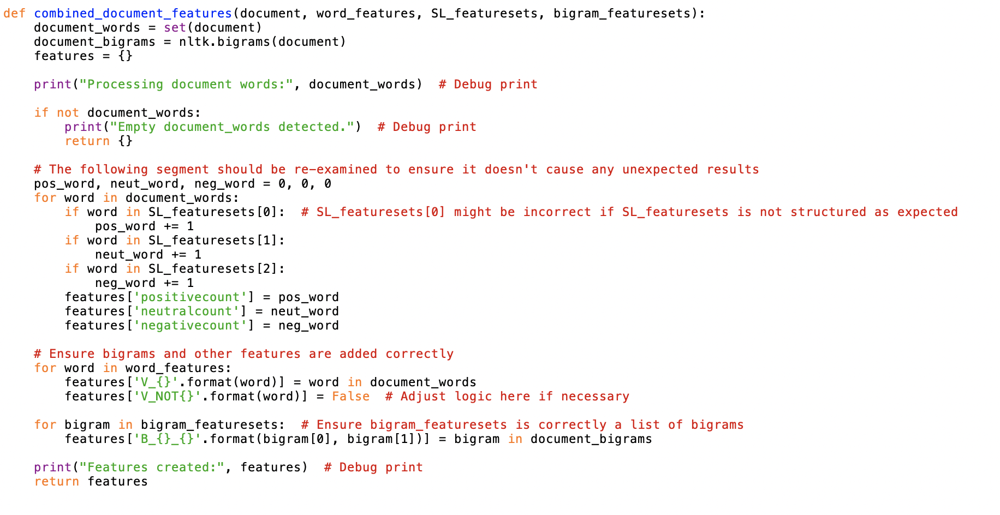 def combined_document_features(document, word_features, SL_featuresets, bigram_featuresets):
    document_words = set(document)
    document_bigrams = nltk.bigrams(document)
    features = {}

    print("Processing document words:", document_words)  # Debug print

    if not document_words:
        print("Empty document_words detected.")  # Debug print
        return {}

    # The following segment should be re-examined to ensure it doesn't cause any unexpected results
    pos_word, neut_word, neg_word = 0, 0, 0
    for word in document_words:
        if word in SL_featuresets[0]:  # SL_featuresets[0] might be incorrect if SL_featuresets is not structured as expected
            pos_word += 1
        if word in SL_featuresets[1]:
            neut_word += 1
        if word in SL_featuresets[2]:
            neg_word += 1
        features['positivecount'] = pos_word
        features['neutralcount'] = neut_word
        features['negativecount'] = neg_word

    # Ensure bigrams and other features are added correctly
    for word in word_features:
        features['V_{}'.format(word)] = word in document_words
        features['V_NOT{}'.format(word)] = False  # Adjust logic here if necessary

    for bigram in bigram_featuresets:  # Ensure bigram_featuresets is correctly a list of bigrams
        features['B_{}_{}'.format(bigram[0], bigram[1])] = bigram in document_bigrams

    print("Features created:", features)  # Debug print
    return features